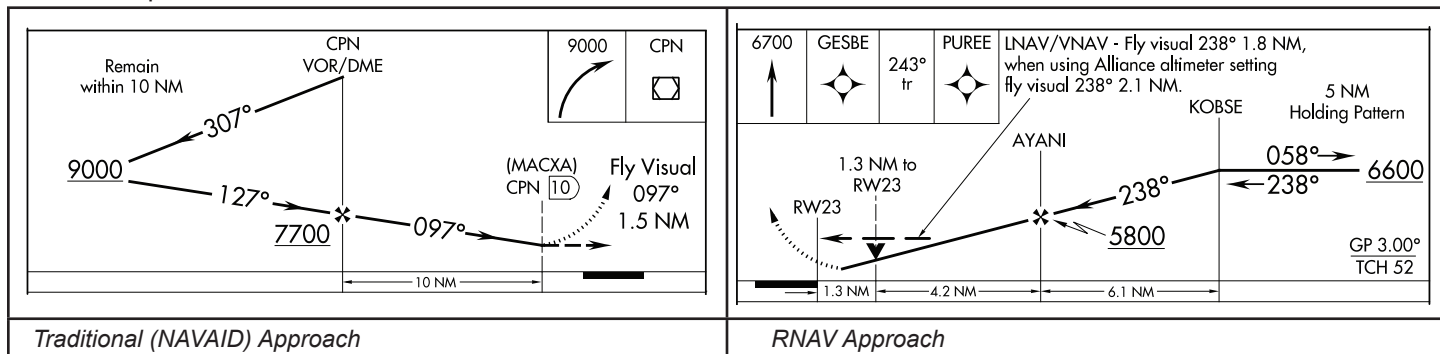 Remain
within 10 NM
CPN
VOR/DME
9000
CPN
307°
9000
127°
7700
097°
(MACXA)
CPN 10
Fly Visual
097°
1.5 NM
10 NM
Traditional (NAVAID) Approach
6700
GESBE
243°
tr
PUREE
LNAV/VNAV - Fly visual 238° 1.8 NM,
when using Alliance altimeter setting
fly visual 238° 2.1 NM.
5 NM
Holding Pattern
KOBSE
AYANI
058°
238°
6600
1.3 NM to
RW23
RW23
238°
5800
GP 3.00°
TCH 52
1.3 NM
4.2 NM
6.1 NM
RNAV Approach